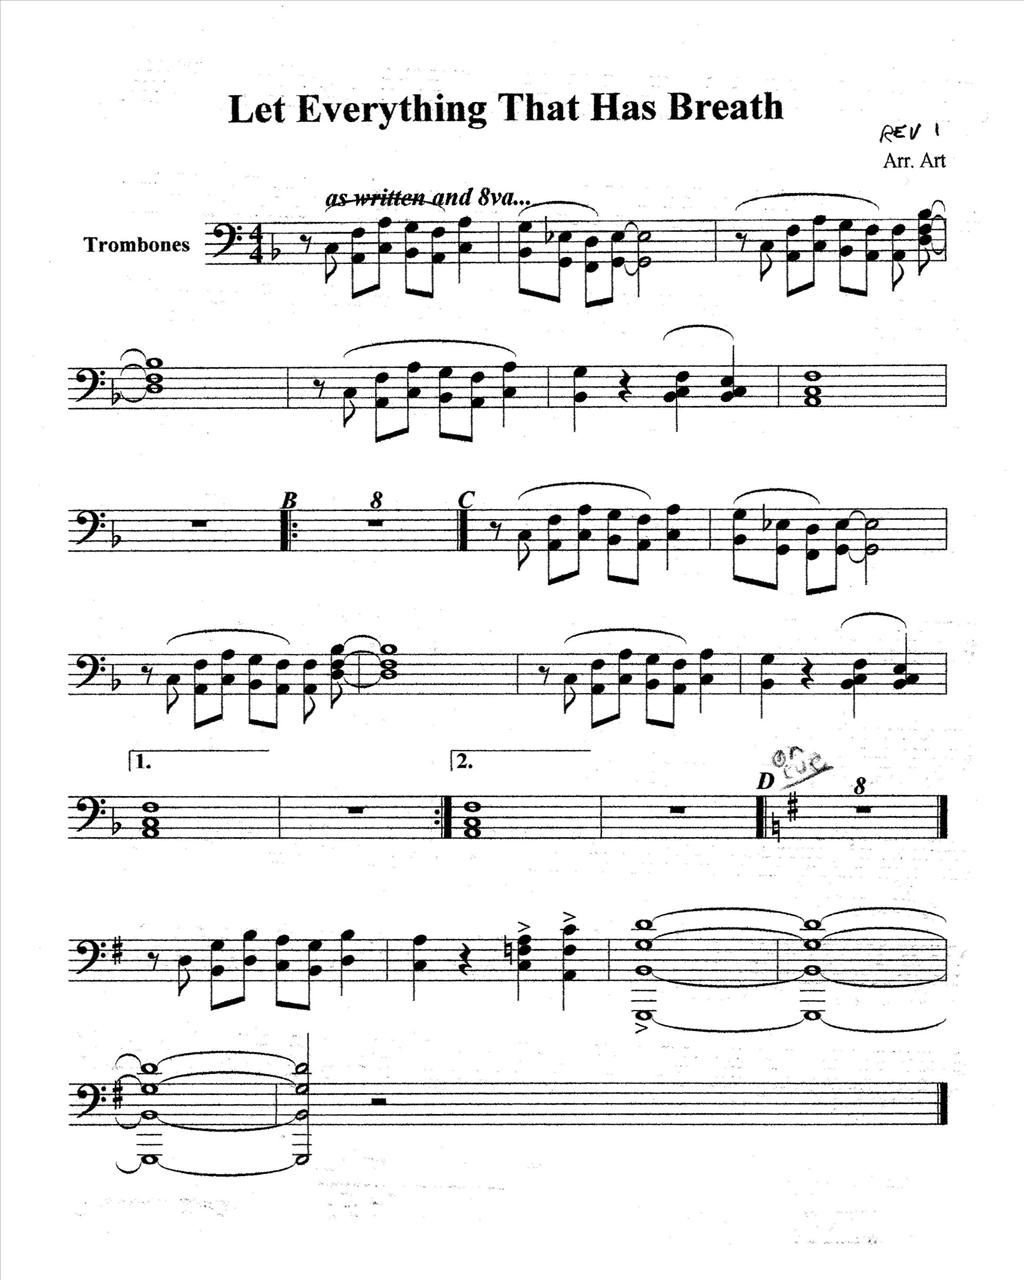 Let Everything That Has Breath
REV 1
Arr. Art
as written and 8va...
Trombones
B
8
C
1.
2.
on
cue
D
8